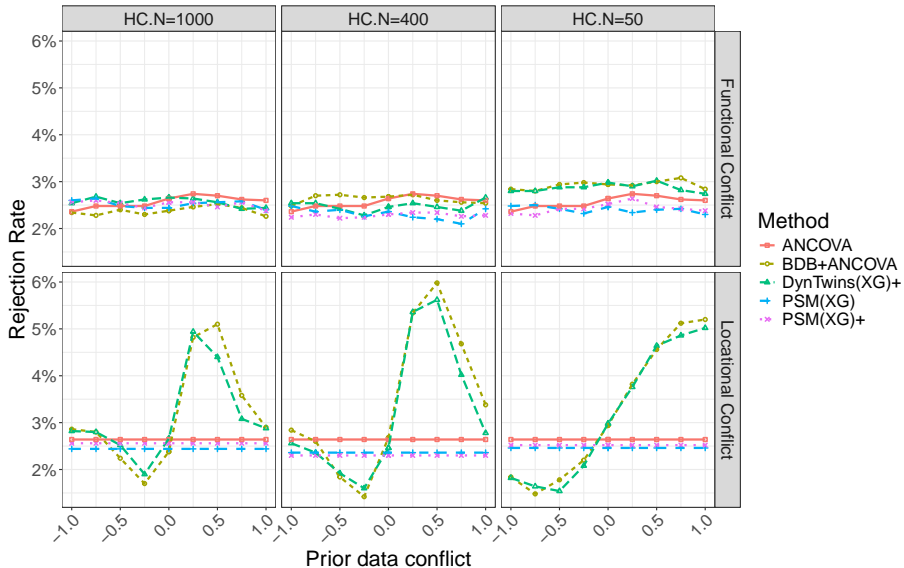 HC.N=1000 HC.N=400 HC.N=50
6%
5%
4%
3%
2%
Functional Conflict
6%
5%
4%
3%
2%
Locational Conflict
Rejection Rate
−1.0 −0.5 0.0 0.5 1.0 −1.0 −0.5 0.0 0.5 1.0 −1.0 −0.5 0.0 0.5 1.0
Prior data conflict
Method
ANCOVA
BDB+ANCOVA
DynTwins(XG)+
PSM(XG)
PSM(XG)+